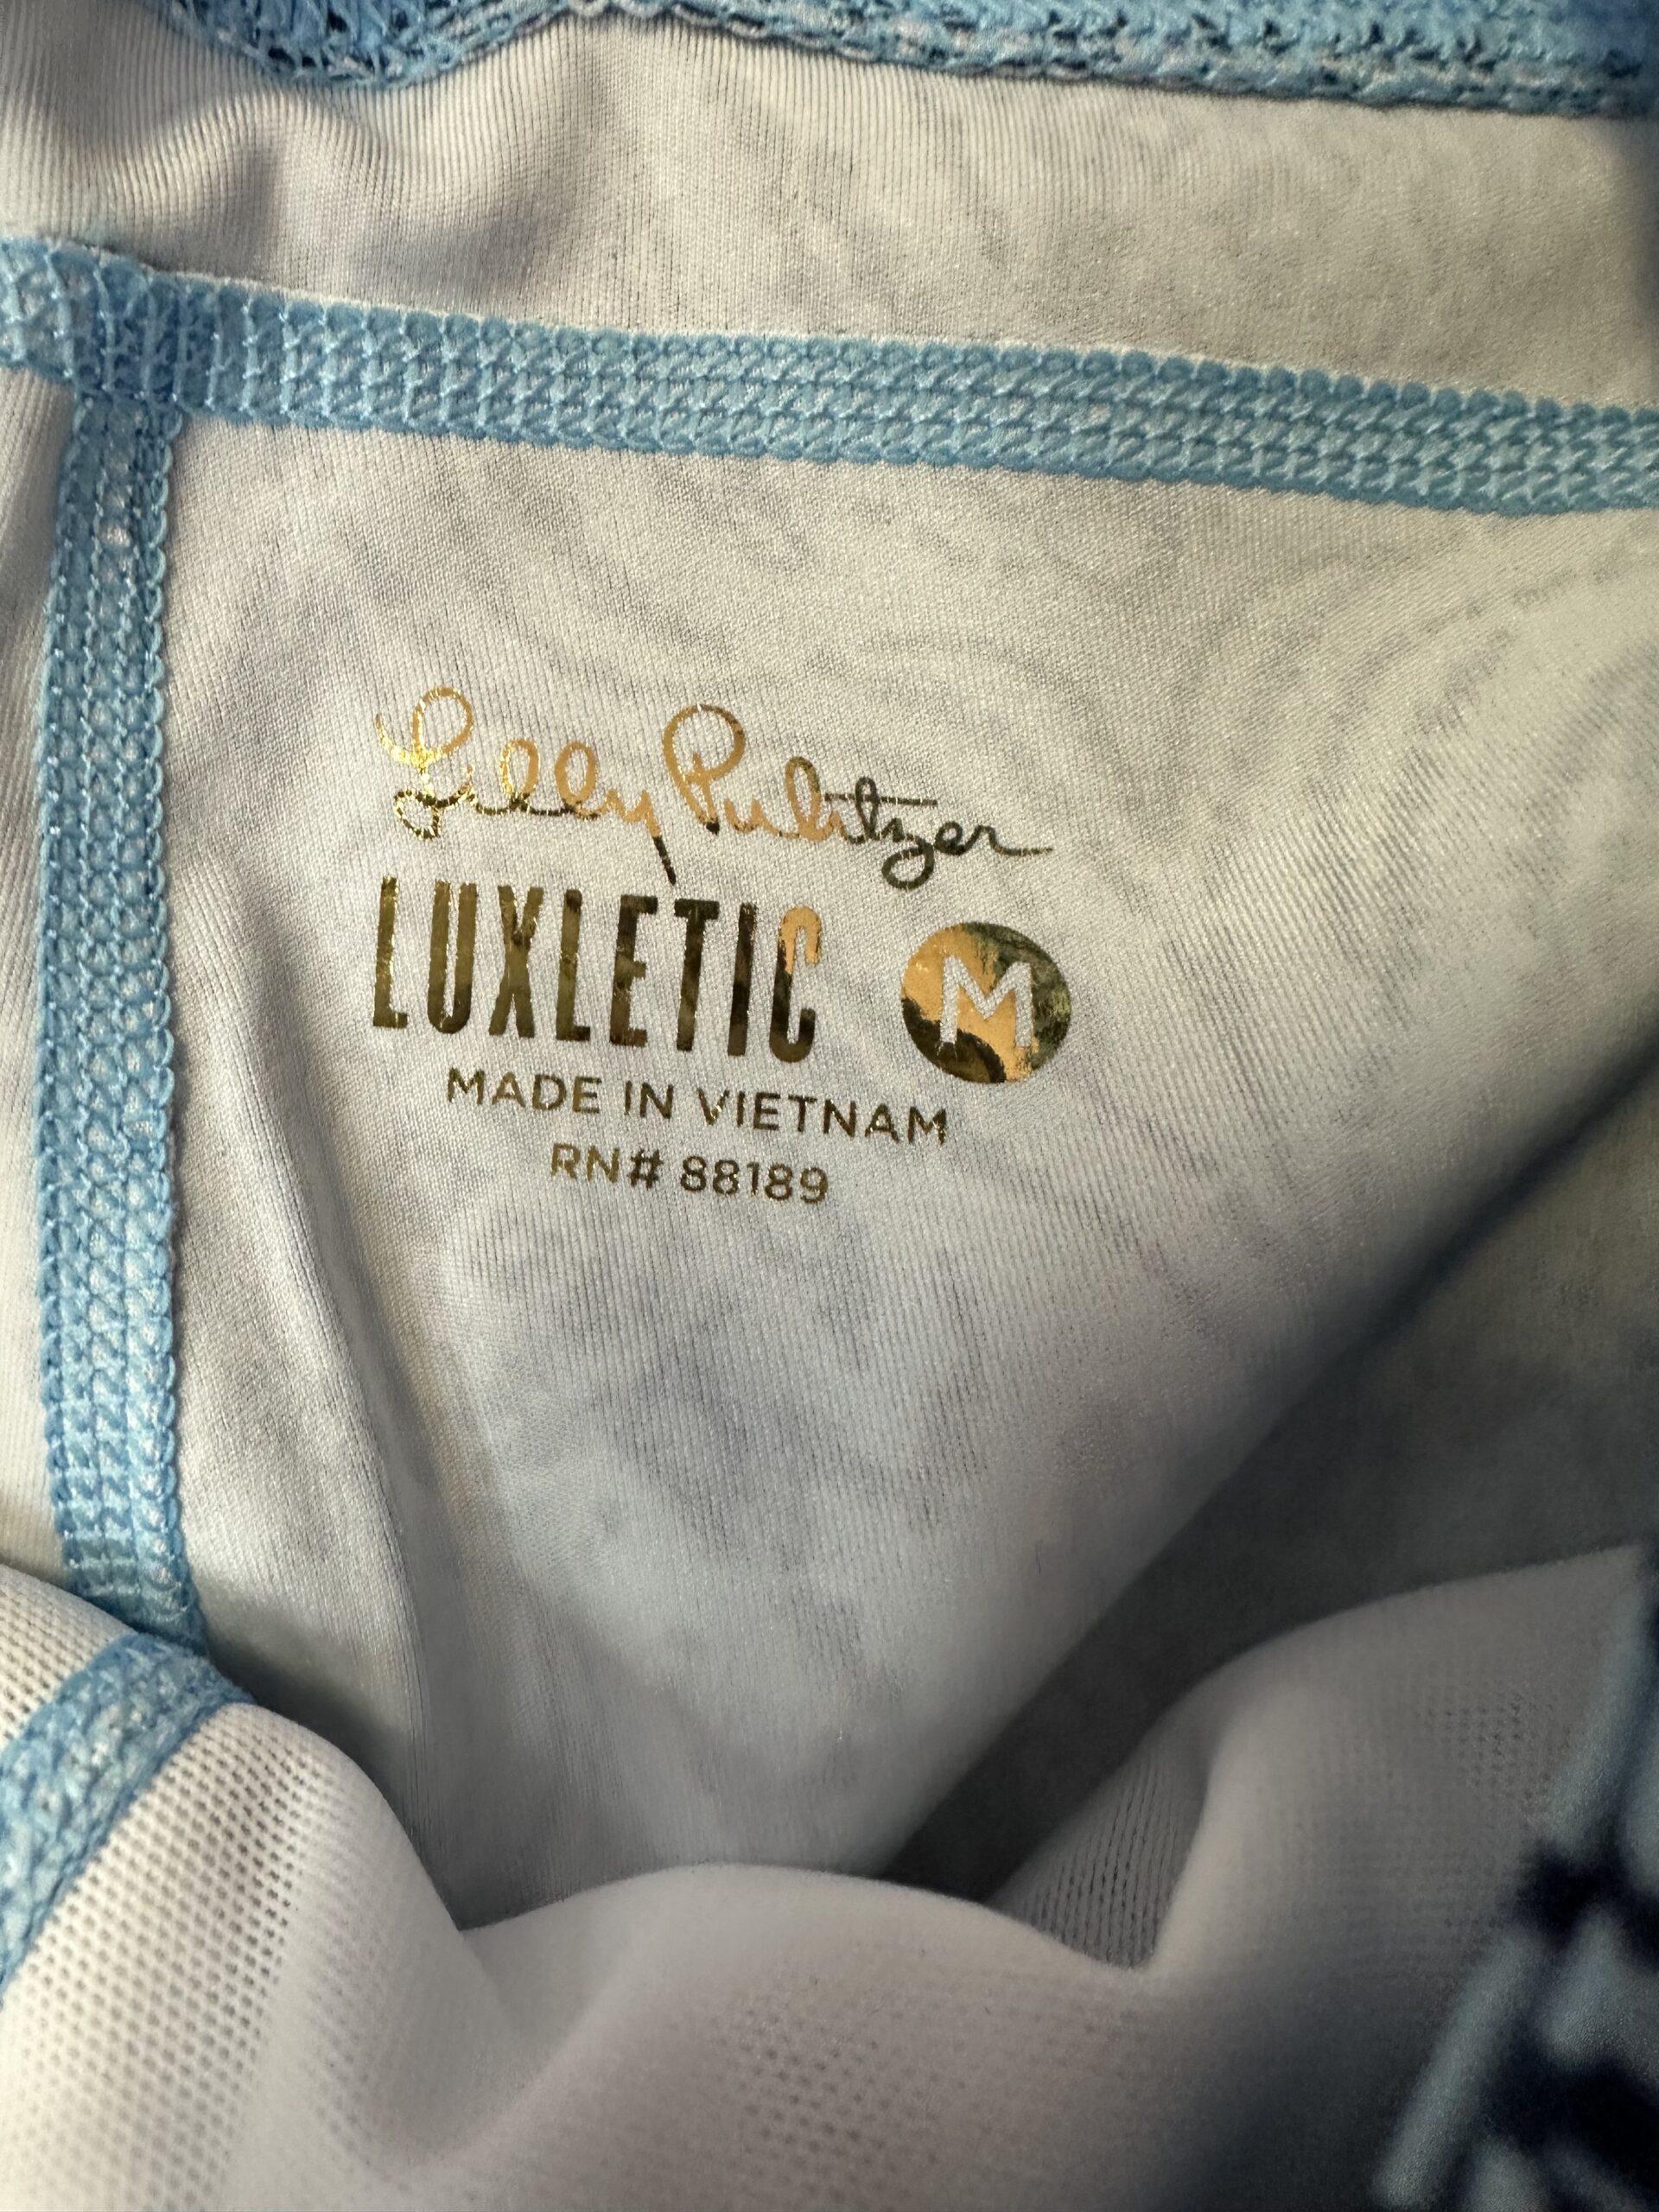 Lilly Pulitzer
LUXLETIC M
MADE IN VIETNAM
RN# 88189